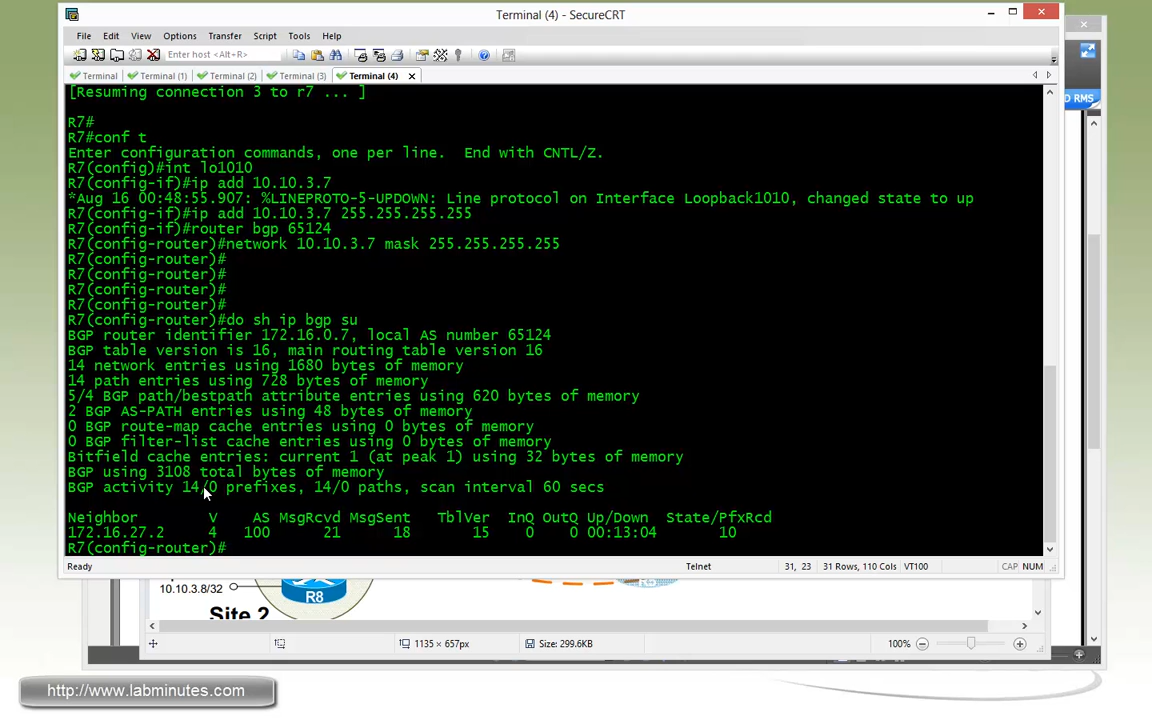 Terminal (4) - SecureCRT
File Edit View Options Transfer Script Tools Help
Enter host <Alt+R>
Terminal Terminal (1) Terminal (2) Terminal (3) Terminal (4)
[Resuming connection 3 to r7 ... ]
R7#
R7#conf t
Enter configuration commands, one per line. End with CNTL/Z.
R7(config)#int lo1010
R7(config-if)#ip add 10.10.3.7
*Aug 16 00:48:55.907: %LINEPROTO-5-UPDOWN: Line protocol on Interface Loopback1010, changed state to up
R7(config-if)#ip add 10.10.3.7 255.255.255.255
R7(config-if)#router bgp 65124
R7(config-router)#network 10.10.3.7 mask 255.255.255.255
R7(config-router)#
R7(config-router)#
R7(config-router)#
R7(config-router)#
R7(config-router)#do sh ip bgp su
BGP router identifier 172.16.0.7, local AS number 65124
BGP table version is 16, main routing table version 16
14 network entries using 1680 bytes of memory
14 path entries using 728 bytes of memory
5/4 BGP path/bestpath attribute entries using 620 bytes of memory
2 BGP AS-PATH entries using 48 bytes of memory
0 BGP route-map cache entries using 0 bytes of memory
0 BGP filter-list cache entries using 0 bytes of memory
Bitfield cache entries: current 1 (at peak 1) using 32 bytes of memory
BGP using 3108 total bytes of memory
BGP activity 14/0 prefixes, 14/0 paths, scan interval 60 secs
Neighbor V AS MsgRcvd MsgSent TblVer InQ OutQ Up/Down State/PfxRcd
172.16.27.2 4 100 21 18 15 0 0 00:13:04 10
R7(config-router)#
Ready Telnet 31, 23 31 Rows, 110 Cols VT100 CAP NUM
D RMS
10.10.3.8/32
R8
Site 2
1135 × 657px Size: 299.6KB 100%
http://www.labminutes.com